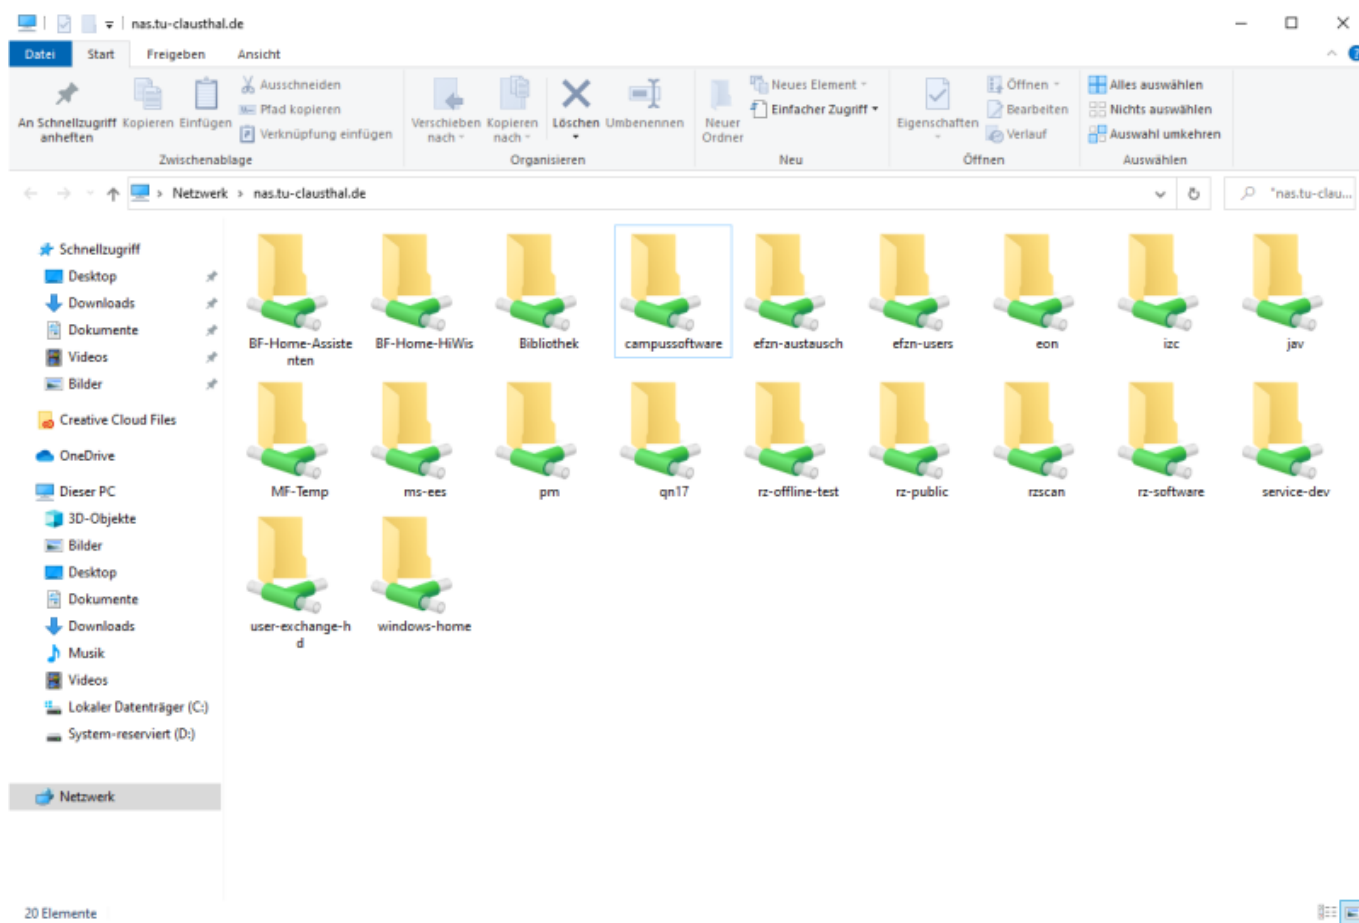 nas.tu-clausthal.de
Datei Start Freigeben Ansicht
An Schnellzugriff anheften
Kopieren
Einfügen
Ausschneiden
Pfad kopieren
Verknüpfung einfügen
Zwischenablage
Verschieben nach
Kopieren nach
Löschen
Umbenennen
Organisieren
Neuer Ordner
Neues Element
Einfacher Zugriff
Neu
Eigenschaften
Öffnen
Bearbeiten
Verlauf
Öffnen
Alles auswählen
Nichts auswählen
Auswahl umkehren
Auswählen
Netzwerk > nas.tu-clausthal.de
"nas.tu-clau...
Schnellzugriff
Desktop
Downloads
Dokumente
Videos
Bilder
Creative Cloud Files
OneDrive
Dieser PC
3D-Objekte
Bilder
Desktop
Dokumente
Downloads
Musik
Videos
Lokaler Datenträger (C:)
System-reserviert (D:)
Netzwerk
BF-Home-Assiste
nten
BF-Home-HiWis
Bibliothek
campussoftware
efzn-austausch
efzn-users
eon
izc
jav
MF-Temp
ms-ees
pm
qn17
rz-offline-test
rz-public
rzscan
rz-software
service-dev
user-exchange-h
d
windows-home
20 Elemente